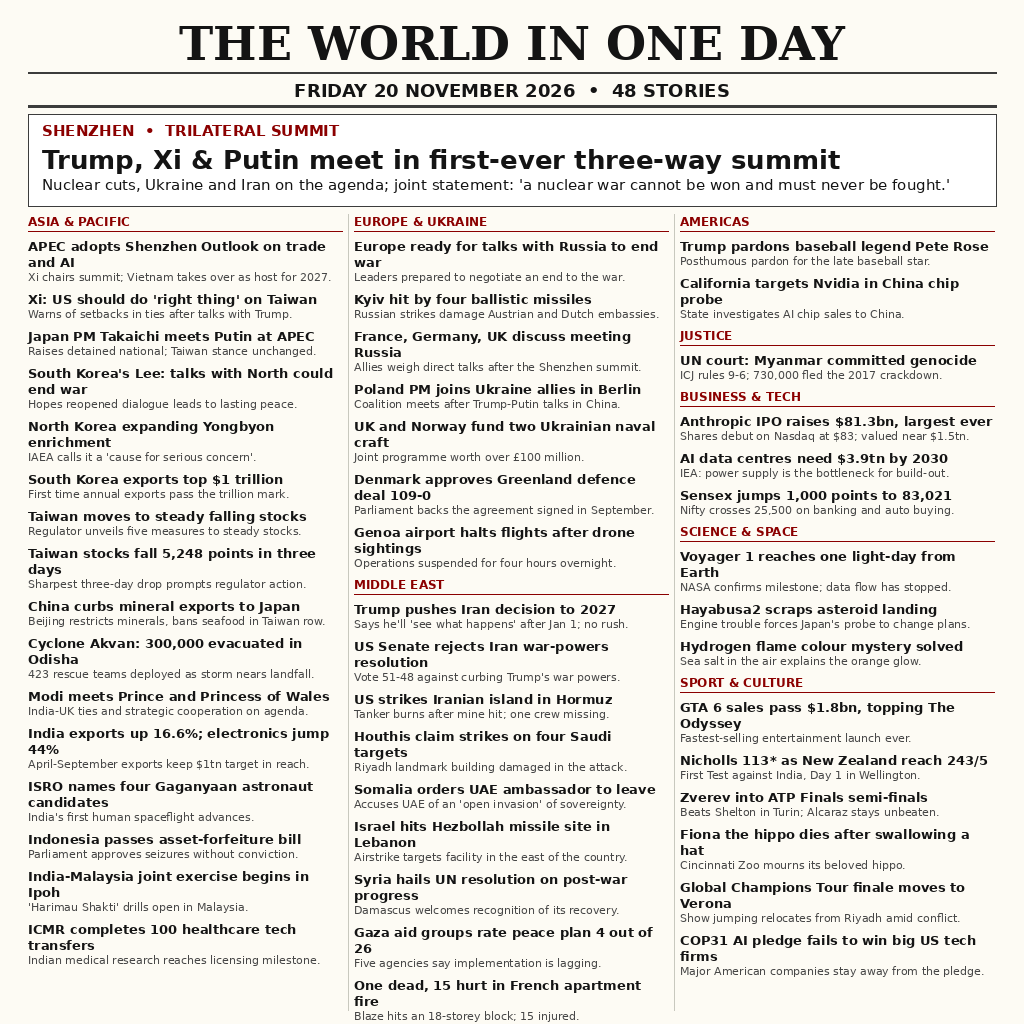 THE WORLD IN ONE DAY
FRIDAY 20 NOVEMBER 2026 • 48 STORIES
SHENZHEN • TRILATERAL SUMMIT
Trump, Xi & Putin meet in first-ever three-way summit
Nuclear cuts, Ukraine and Iran on the agenda; joint statement: 'a nuclear war cannot be won and must never be fought.'
ASIA & PACIFIC
APEC adopts Shenzhen Outlook on trade
and AI
Xi chairs summit; Vietnam takes over as host for 2027.
Xi: US should do 'right thing' on Taiwan
Warns of setbacks in ties after talks with Trump.
Japan PM Takaichi meets Putin at APEC
Raises detained national; Taiwan stance unchanged.
South Korea's Lee: talks with North could
end war
Hopes reopened dialogue leads to lasting peace.
North Korea expanding Yongbyon
enrichment
IAEA calls it a 'cause for serious concern'.
South Korea exports top $1 trillion
First time annual exports pass the trillion mark.
Taiwan moves to steady falling stocks
Regulator unveils five measures to steady stocks.
Taiwan stocks fall 5,248 points in three
days
Sharpest three-day drop prompts regulator action.
China curbs mineral exports to Japan
Beijing restricts minerals, bans seafood in Taiwan row.
Cyclone Akvan: 300,000 evacuated in
Odisha
423 rescue teams deployed as storm nears landfall.
Modi meets Prince and Princess of Wales
India-UK ties and strategic cooperation on agenda.
India exports up 16.6%; electronics jump
44%
April-September exports keep $1tn target in reach.
ISRO names four Gaganyaan astronaut
candidates
India's first human spaceflight advances.
Indonesia passes asset-forfeiture bill
Parliament approves seizures without conviction.
India-Malaysia joint exercise begins in
Ipoh
'Harimau Shakti' drills open in Malaysia.
ICMR completes 100 healthcare tech
transfers
Indian medical research reaches licensing milestone.
EUROPE & UKRAINE
Europe ready for talks with Russia to end
war
Leaders prepared to negotiate an end to the war.
Kyiv hit by four ballistic missiles
Russian strikes damage Austrian and Dutch embassies.
France, Germany, UK discuss meeting
Russia
Allies weigh direct talks after the Shenzhen summit.
Poland PM joins Ukraine allies in Berlin
Coalition meets after Trump-Putin talks in China.
UK and Norway fund two Ukrainian naval
craft
Joint programme worth over £100 million.
Denmark approves Greenland defence
deal 109-0
Parliament backs the agreement signed in September.
Genoa airport halts flights after drone
sightings
Operations suspended for four hours overnight.
MIDDLE EAST
Trump pushes Iran decision to 2027
Says he'll 'see what happens' after Jan 1; no rush.
US Senate rejects Iran war-powers
resolution
Vote 51-48 against curbing Trump's war powers.
US strikes Iranian island in Hormuz
Tanker burns after mine hit; one crew missing.
Houthis claim strikes on four Saudi
targets
Riyadh landmark building damaged in the attack.
Somalia orders UAE ambassador to leave
Accuses UAE of an 'open invasion' of sovereignty.
Israel hits Hezbollah missile site in
Lebanon
Airstrike targets facility in the east of the country.
Syria hails UN resolution on post-war
progress
Damascus welcomes recognition of its recovery.
Gaza aid groups rate peace plan 4 out of
26
Five agencies say implementation is lagging.
One dead, 15 hurt in French apartment
fire
Blaze hits an 18-storey block; 15 injured.
AMERICAS
Trump pardons baseball legend Pete Rose
Posthumous pardon for the late baseball star.
California targets Nvidia in China chip
probe
State investigates AI chip sales to China.
JUSTICE
UN court: Myanmar committed genocide
ICJ rules 9-6; 730,000 fled the 2017 crackdown.
BUSINESS & TECH
Anthropic IPO raises $81.3bn, largest ever
Shares debut on Nasdaq at $83; valued near $1.5tn.
AI data centres need $3.9tn by 2030
IEA: power supply is the bottleneck for build-out.
Sensex jumps 1,000 points to 83,021
Nifty crosses 25,500 on banking and auto buying.
SCIENCE & SPACE
Voyager 1 reaches one light-day from
Earth
NASA confirms milestone; data flow has stopped.
Hayabusa2 scraps asteroid landing
Engine trouble forces Japan's probe to change plans.
Hydrogen flame colour mystery solved
Sea salt in the air explains the orange glow.
SPORT & CULTURE
GTA 6 sales pass $1.8bn, topping The
Odyssey
Fastest-selling entertainment launch ever.
Nicholls 113* as New Zealand reach 243/5
First Test against India, Day 1 in Wellington.
Zverev into ATP Finals semi-finals
Beats Shelton in Turin; Alcaraz stays unbeaten.
Fiona the hippo dies after swallowing a
hat
Cincinnati Zoo mourns its beloved hippo.
Global Champions Tour finale moves to
Verona
Show jumping relocates from Riyadh amid conflict.
COP31 AI pledge fails to win big US tech
firms
Major American companies stay away from the pledge.